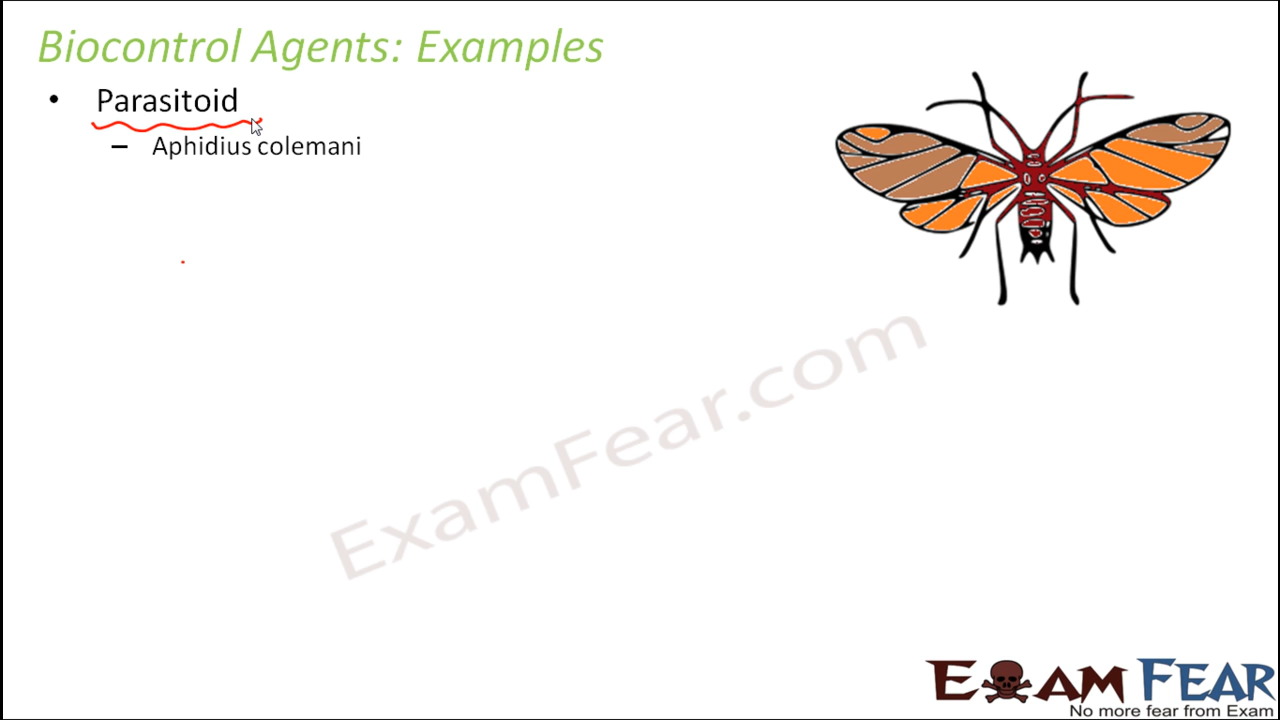 Biocontrol Agents: Examples
• Parasitoid
– Aphidius colemani
ExamFear.com
EXAM FEAR
No more fear from Exam